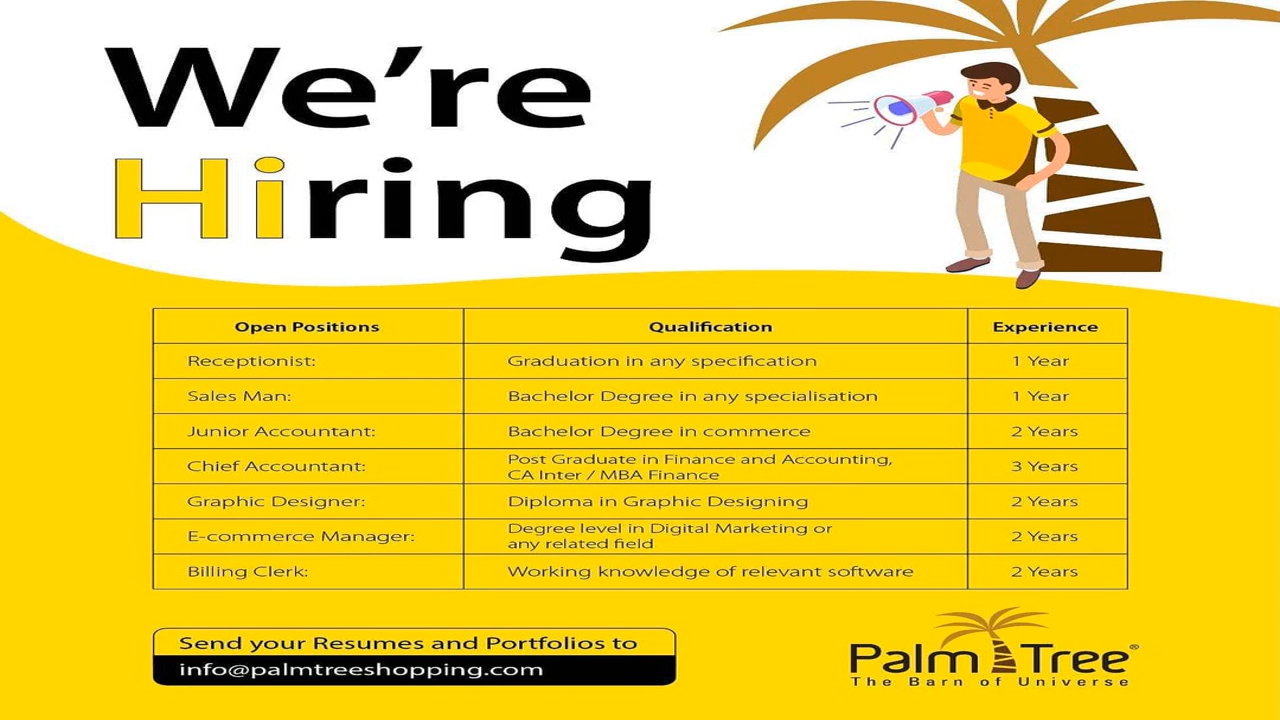 We're
Hiring
Open Positions Qualification Experience
Receptionist: Graduation in any specification 1 Year
Sales Man: Bachelor Degree in any specialisation 1 Year
Junior Accountant: Bachelor Degree in commerce 2 Years
Chief Accountant: Post Graduate in Finance and Accounting, 3 Years
CA Inter / MBA Finance
Graphic Designer: Diploma in Graphic Designing 2 Years
E-commerce Manager: Degree level in Digital Marketing or 2 Years
any related field
Billing Clerk: Working knowledge of relevant software 2 Years
Send your Resumes and Portfolios to
info@palmtreeshopping.com
Palm Tree®
The Barn of Universe